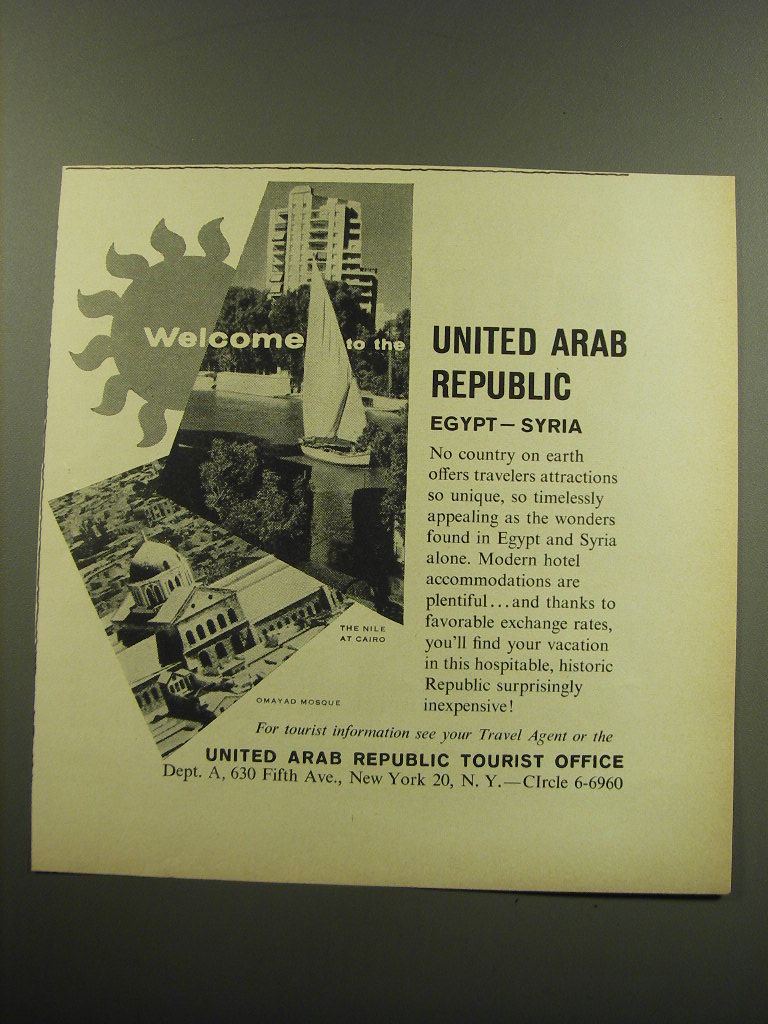 Welcome to the
UNITED ARAB
REPUBLIC
EGYPT — SYRIA
No country on earth
offers travelers attractions
so unique, so timelessly
appealing as the wonders
found in Egypt and Syria
alone. Modern hotel
accommodations are
plentiful...and thanks to
favorable exchange rates,
you'll find your vacation
in this hospitable, historic
Republic surprisingly
inexpensive!
THE NILE
AT CAIRO
OMAYAD MOSQUE
For tourist information see your Travel Agent or the
UNITED ARAB REPUBLIC TOURIST OFFICE
Dept. A, 630 Fifth Ave., New York 20, N. Y.—CIrcle 6-6960